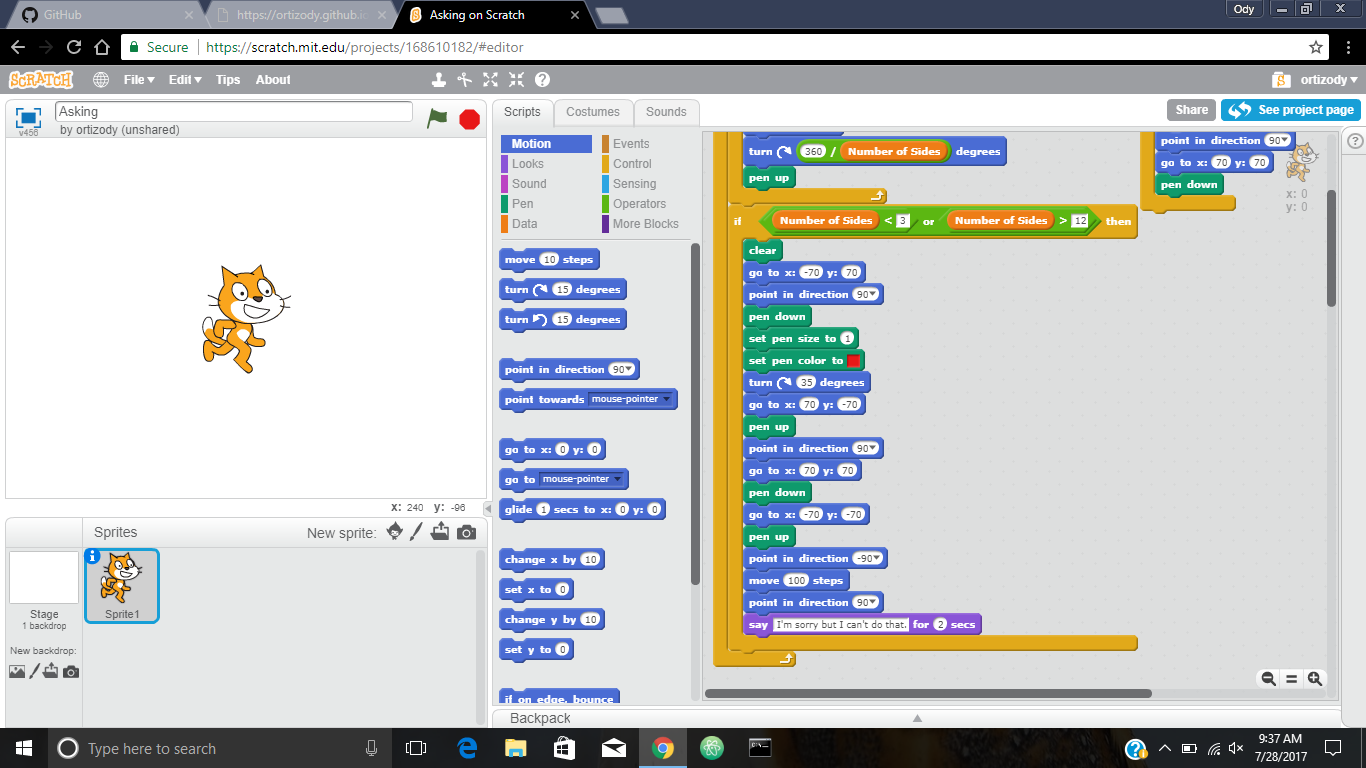 GitHub
https://ortizody.github.io
Asking on Scratch
Ody
Secure https://scratch.mit.edu/projects/168610182/#editor
SCRATCH File Edit Tips About ortizody
Asking
by ortizody (unshared)
v456
Scripts Costumes Sounds
Share See project page
Motion Events
Looks Control
Sound Sensing
Pen Operators
Data More Blocks
move 10 steps
turn 15 degrees
turn 15 degrees
point in direction 90
point towards mouse-pointer
go to x: 0 y: 0
go to mouse-pointer
glide 1 secs to x: 0 y: 0
change x by 10
set x to 0
change y by 10
set y to 0
if on edge, bounce
turn 360 / Number of Sides degrees
pen up
if Number of Sides < 3 or Number of Sides > 12 then
clear
go to x: -70 y: 70
point in direction 90
pen down
set pen size to 1
set pen color to
turn 35 degrees
go to x: 70 y: -70
pen up
point in direction 90
go to x: 70 y: 70
pen down
go to x: -70 y: -70
pen up
point in direction -90
move 100 steps
point in direction 90
say I'm sorry but I can't do that. for 2 secs
point in direction 90
go to x: 70 y: 70
pen down
x: 0
y: 0
x: 240 y: -96
Sprites New sprite:
Stage
1 backdrop
New backdrop:
Sprite1
Backpack
Type here to search
9:37 AM
7/28/2017